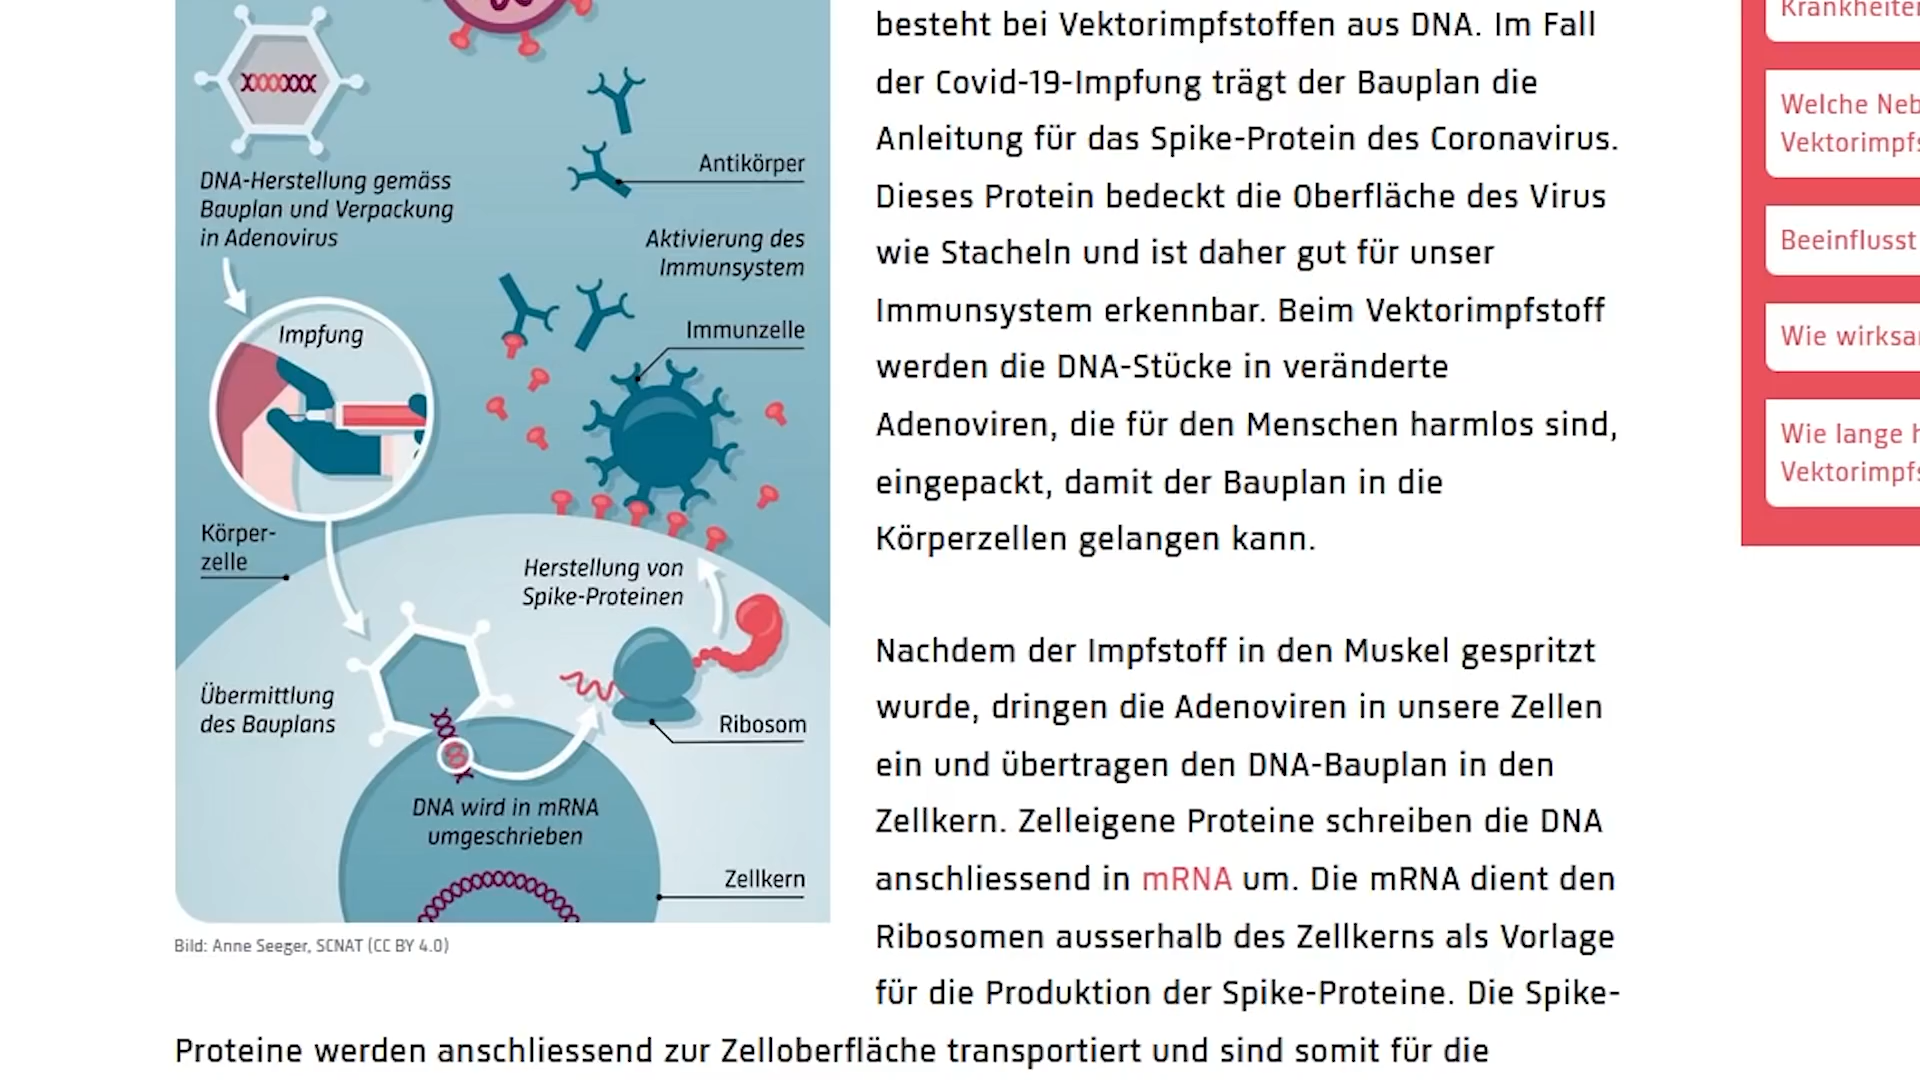 DNA-Herstellung gemäss
Bauplan und Verpackung
in Adenovirus
Antikörper
Aktivierung des
Immunsystem
Impfung
Immunzelle
Körper-
zelle
Herstellung von
Spike-Proteinen
Übermittlung
des Bauplans
Ribosom
DNA wird in mRNA
umgeschrieben
Zellkern
Bild: Anne Seeger, SCNAT (CC BY 4.0)
besteht bei Vektorimpfstoffen aus DNA. Im Fall
der Covid-19-Impfung trägt der Bauplan die
Anleitung für das Spike-Protein des Coronavirus.
Dieses Protein bedeckt die Oberfläche des Virus
wie Stacheln und ist daher gut für unser
Immunsystem erkennbar. Beim Vektorimpfstoff
werden die DNA-Stücke in veränderte
Adenoviren, die für den Menschen harmlos sind,
eingepackt, damit der Bauplan in die
Körperzellen gelangen kann.
Nachdem der Impfstoff in den Muskel gespritzt
wurde, dringen die Adenoviren in unsere Zellen
ein und übertragen den DNA-Bauplan in den
Zellkern. Zelleigene Proteine schreiben die DNA
anschliessend in mRNA um. Die mRNA dient den
Ribosomen ausserhalb des Zellkerns als Vorlage
für die Produktion der Spike-Proteine. Die Spike-
Proteine werden anschliessend zur Zelloberfläche transportiert und sind somit für die
Welche
Beeinflusst
Wie
Wie lange